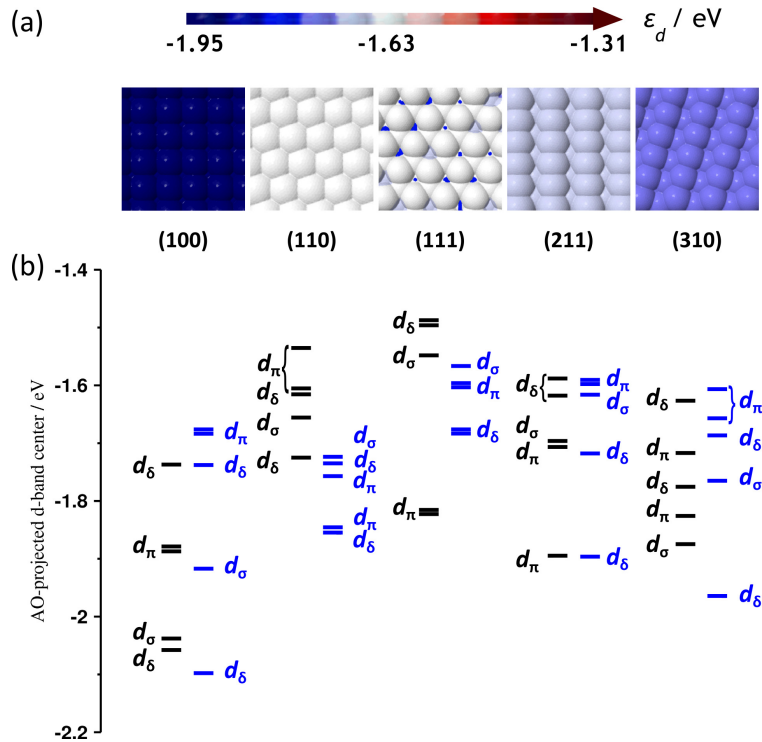 (a)
ε_d / eV
-1.95 -1.63 -1.31
(100) (110) (111) (211) (310)
(b)
AO-projected d-band center / eV
-1.4
-1.6
-1.8
-2
-2.2
d_π
d_δ
d_δ
d_π
d_σ
d_σ
d_δ
d_δ
d_π
d_δ
d_σ
d_δ
d_σ
d_δ
d_π
d_π
d_δ
d_δ
d_σ
d_π
d_σ
d_π
d_δ
d_δ
d_σ
d_π
d_π
d_π
d_σ
d_δ
d_δ
d_δ
d_π
d_δ
d_π
d_σ
d_π
d_δ
d_σ
d_δ